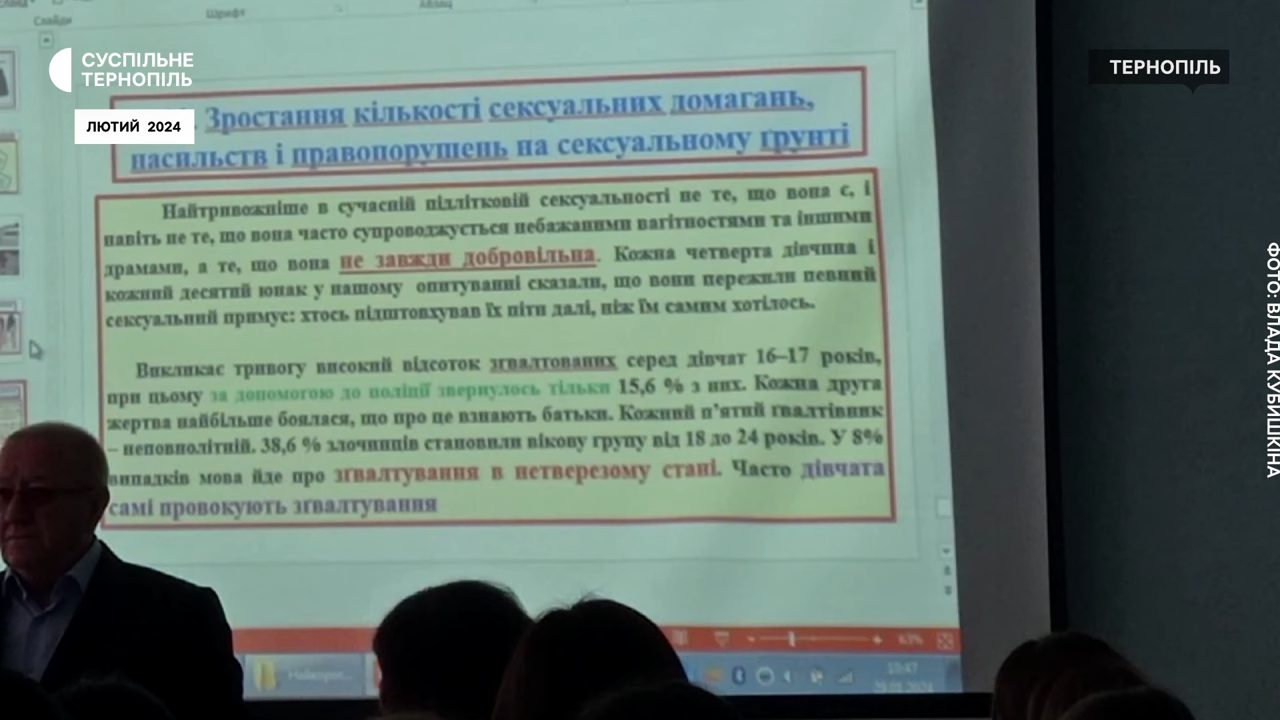 Слайди
Шрифт
Абзац
СУСПІЛЬНЕ
ТЕРНОПІЛЬ
ТЕРНОПІЛЬ
ЛЮТИЙ 2024
Зростання кількості сексуальних домагань,
насильств і правопорушень на сексуальному ґрунті
Найтривожніше в сучасній підлітковій сексуальності не те, що вона є, і
навіть не те, що вона часто супроводжується небажаними вагітностями та іншими
драмами, а те, що вона не завжди добровільна. Кожна четверта дівчина і
кожний десятий юнак у нашому опитуванні сказали, що вони пережили певний
сексуальний примус: хтось підштовхував їх піти далі, ніж їм самим хотілось.
Викликає тривогу високий відсоток зґвалтованих серед дівчат 16–17 років,
при цьому за допомогою до поліції звернулось тільки 15,6 % з них. Кожна друга
жертва найбільше боялася, що про це взнають батьки. Кожний п'ятий ґвалтівник
– неповнолітній. 38,6 % злочинців становили вікову групу від 18 до 24 років. У 8%
випадків мова йде про зґвалтування в нетверезому стані. Часто дівчата
самі провокують зґвалтування
63%
10:47
ФОТО: ВЛАДА КУБИШКІНА